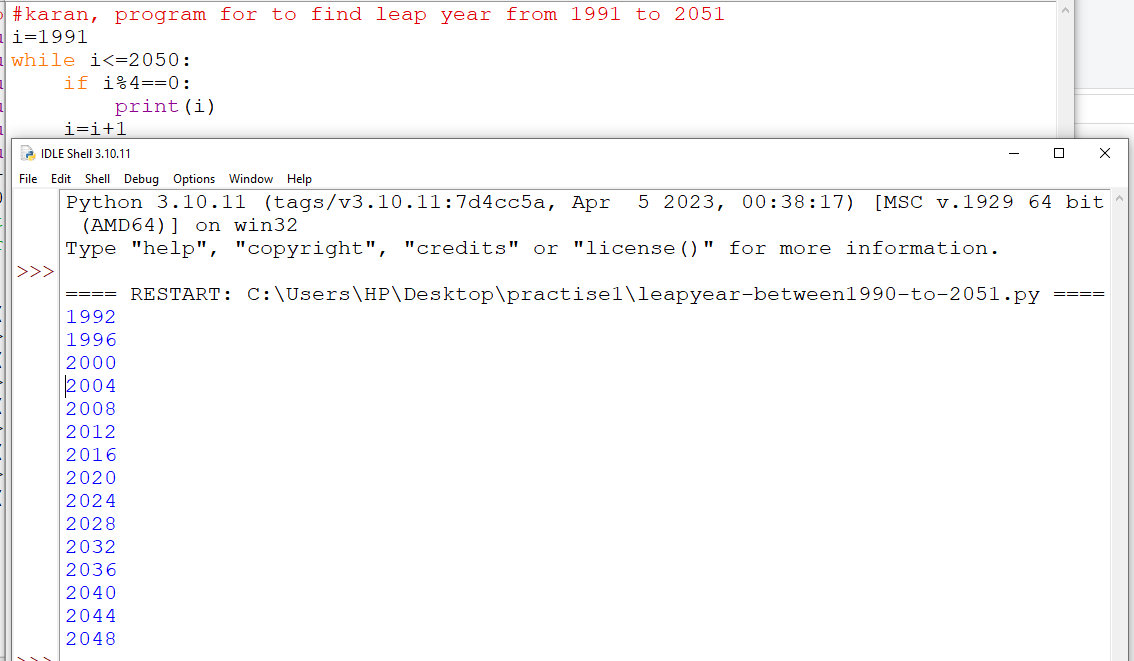 #karan, program for to find leap year from 1991 to 2051
i=1991
while i<=2050:
    if i%4==0:
        print(i)
    i=i+1
IDLE Shell 3.10.11
File Edit Shell Debug Options Window Help
Python 3.10.11 (tags/v3.10.11:7d4cc5a, Apr  5 2023, 00:38:17) [MSC v.1929 64 bit
 (AMD64)] on win32
Type "help", "copyright", "credits" or "license()" for more information.
>>>
==== RESTART: C:\Users\HP\Desktop\practise1\leapyear-between1990-to-2051.py ====
1992
1996
2000
2004
2008
2012
2016
2020
2024
2028
2032
2036
2040
2044
2048
>>>